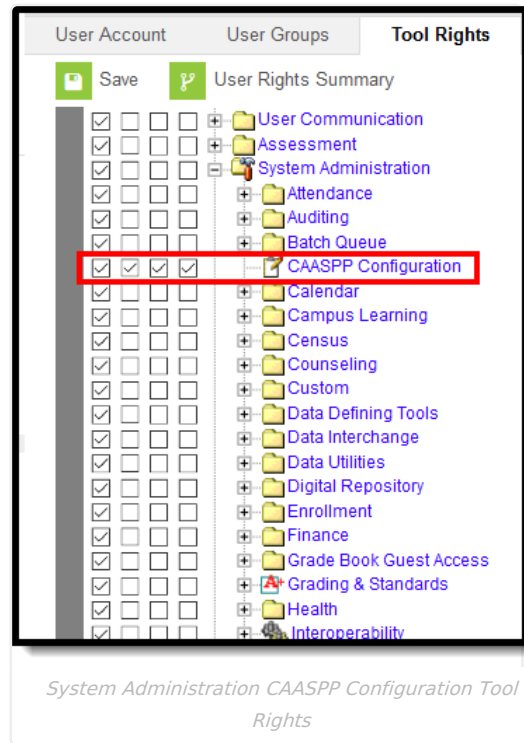 User Account User Groups Tool Rights
Save User Rights Summary
User Communication
Assessment
System Administration
Attendance
Auditing
Batch Queue
CAASPP Configuration
Calendar
Campus Learning
Census
Counseling
Custom
Data Defining Tools
Data Interchange
Data Utilities
Digital Repository
Enrollment
Finance
Grade Book Guest Access
A+ Grading & Standards
Health
Interoperability
System Administration CAASPP Configuration Tool
Rights